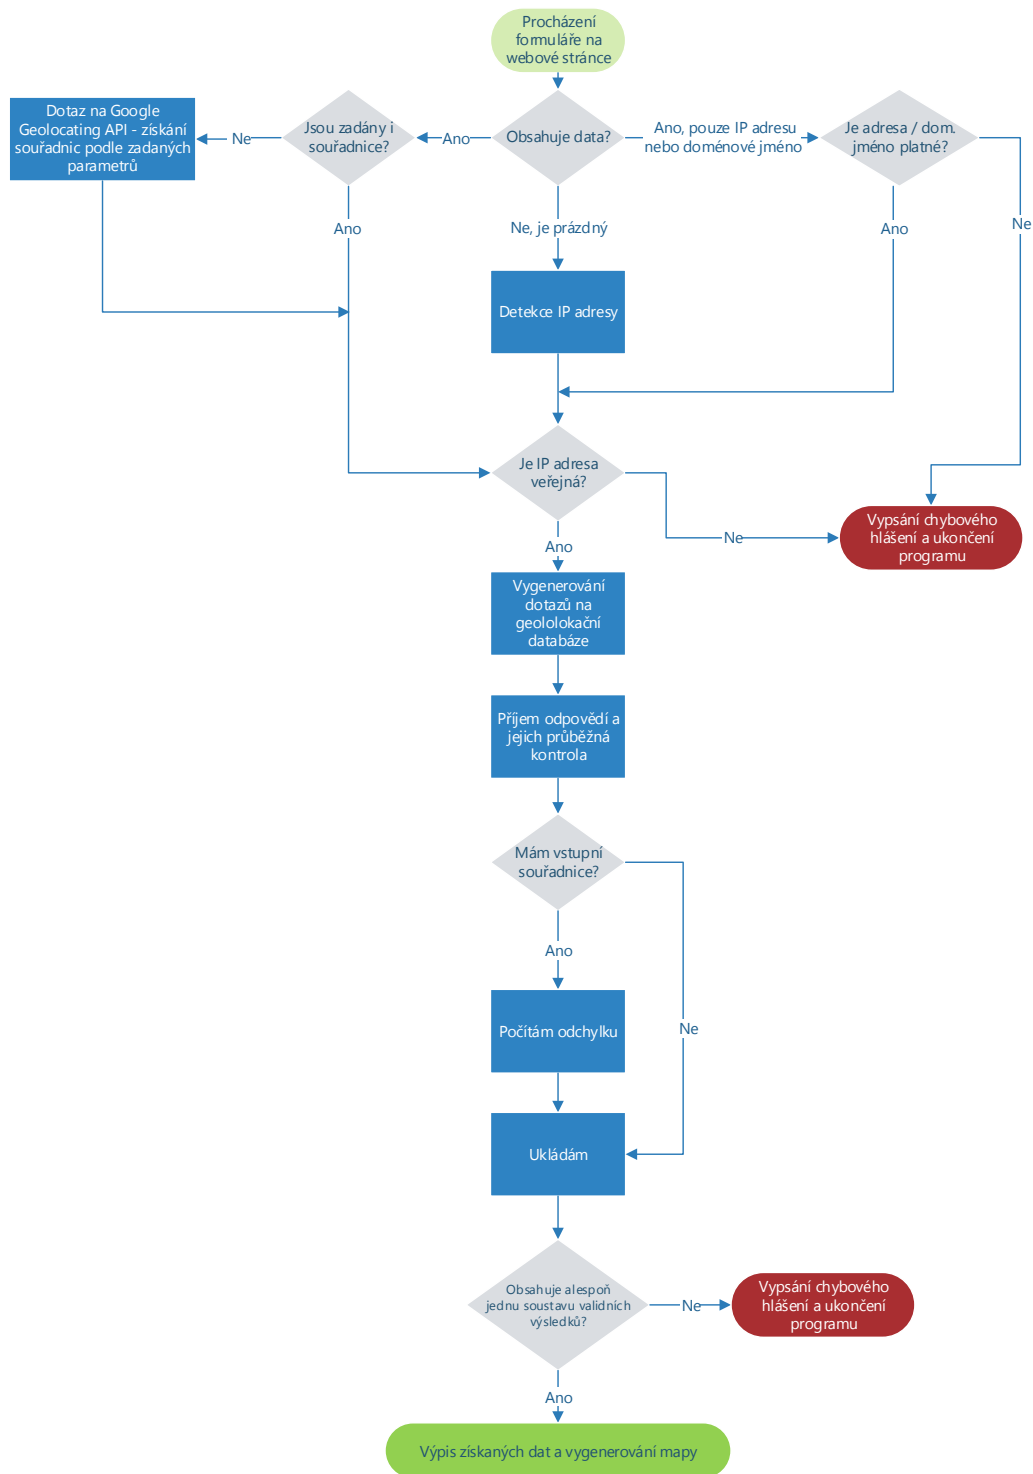 Procházení
formuláře na
webové stránce
Dotaz na Google
Geolocating API - získání
souřadnic podle zadaných
parametrů
Ne
Jsou zadány i
souřadnice?
Ano
Obsahuje data?
Ano, pouze IP adresu
nebo doménové jméno
Je adresa / dom.
jméno platné?
Ano
Ne, je prázdný
Ano
Ne
Detekce IP adresy
Je IP adresa
veřejná?
Ne
Vypsání chybového
hlášení a ukončení
programu
Ano
Vygenerování
dotazů na
geololokační
databáze
Příjem odpovědí a
jejich průběžná
kontrola
Mám vstupní
souřadnice?
Ano
Ne
Počítám odchylku
Ukládám
Obsahuje alespoň
jednu soustavu validních
výsledků?
Ne
Vypsání chybového
hlášení a ukončení
programu
Ano
Výpis získaných dat a vygenerování mapy